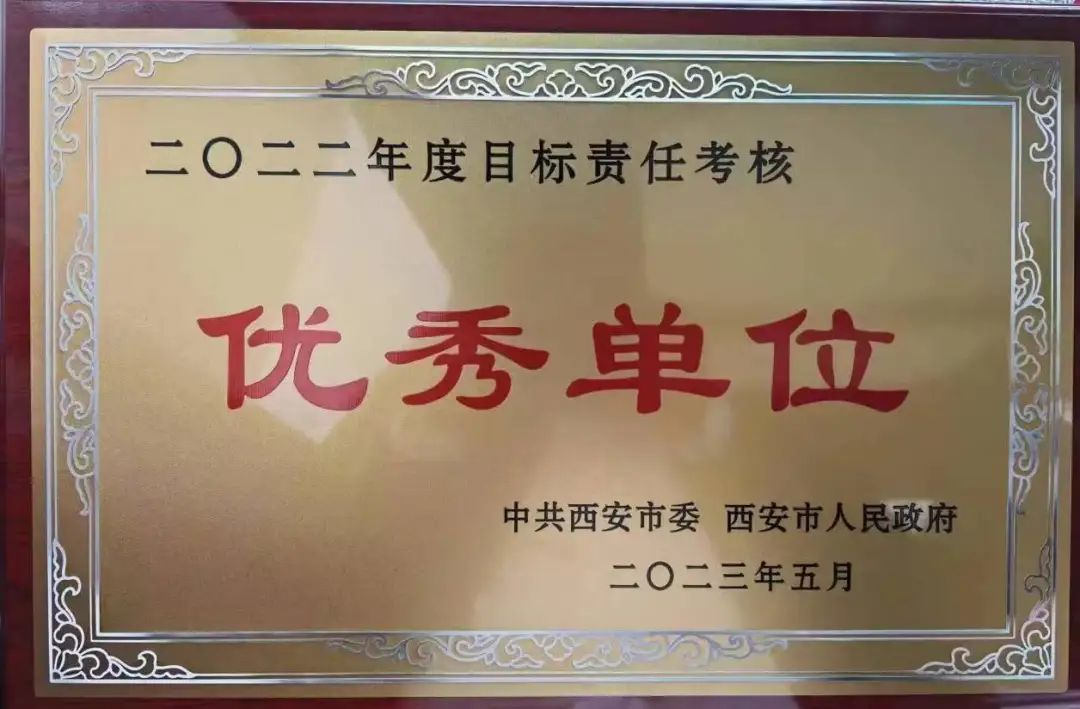 二〇二二年度目标责任考核
优秀单位
中共西安市委 西安市人民政府
二〇二三年五月